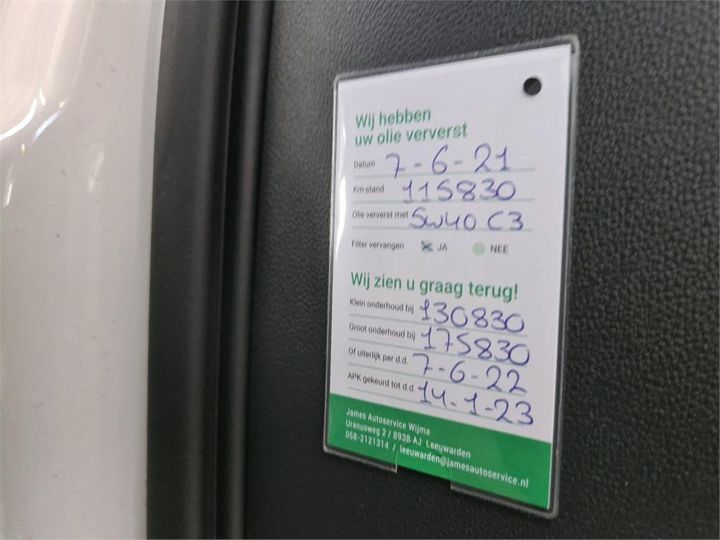 Wij hebben
uw olie ververst
Datum 7-6-21
Km-stand 115830
Olie ververst met 5W40 C3
Filter vervangen JA NEE
Wij zien u graag terug!
Klein onderhoud bij 130830
Groot onderhoud bij 175830
Of uiterlijk per d.d. 7-6-22
APK gekeurd tot d.d. 14-1-23
James Autoservice Wijma
Uranusweg 2 / 8938 AJ Leeuwarden
058-2121314 / leeuwarden@jamesautoservice.nl